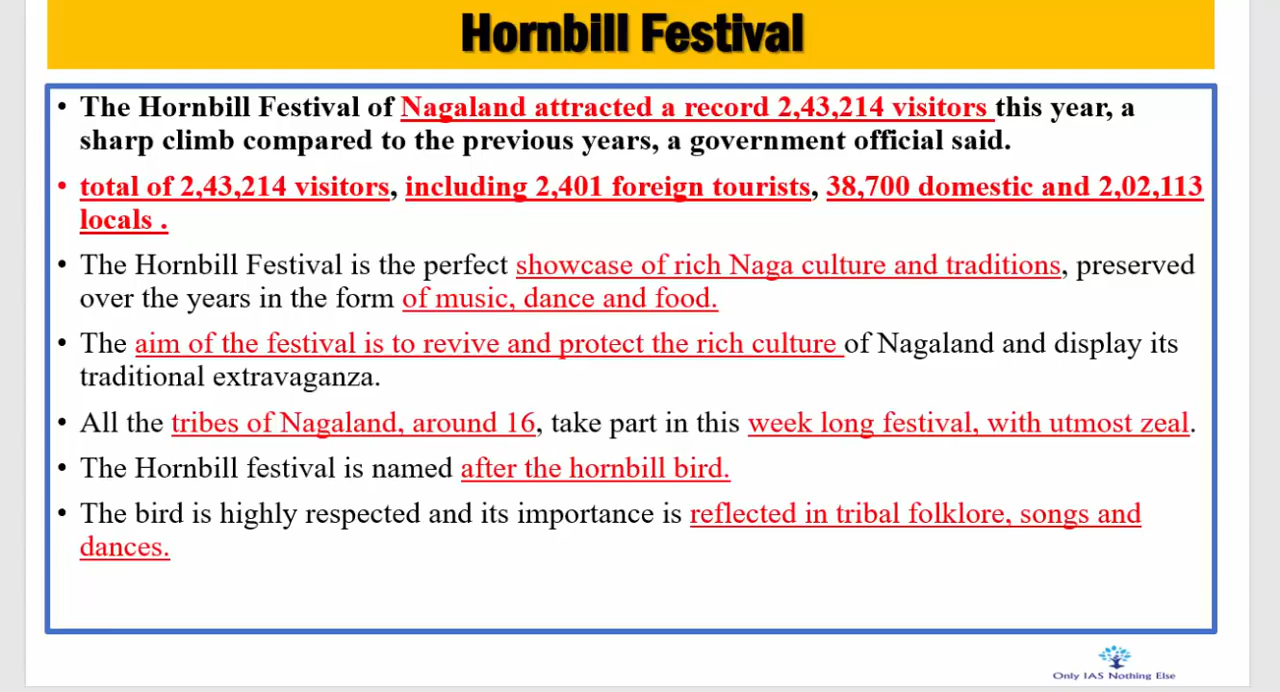 Hornbill Festival
• The Hornbill Festival of Nagaland attracted a record 2,43,214 visitors this year, a
sharp climb compared to the previous years, a government official said.
• total of 2,43,214 visitors, including 2,401 foreign tourists, 38,700 domestic and 2,02,113
locals .
• The Hornbill Festival is the perfect showcase of rich Naga culture and traditions, preserved
over the years in the form of music, dance and food.
• The aim of the festival is to revive and protect the rich culture of Nagaland and display its
traditional extravaganza.
• All the tribes of Nagaland, around 16, take part in this week long festival, with utmost zeal.
• The Hornbill festival is named after the hornbill bird.
• The bird is highly respected and its importance is reflected in tribal folklore, songs and
dances.
Only IAS Nothing Else